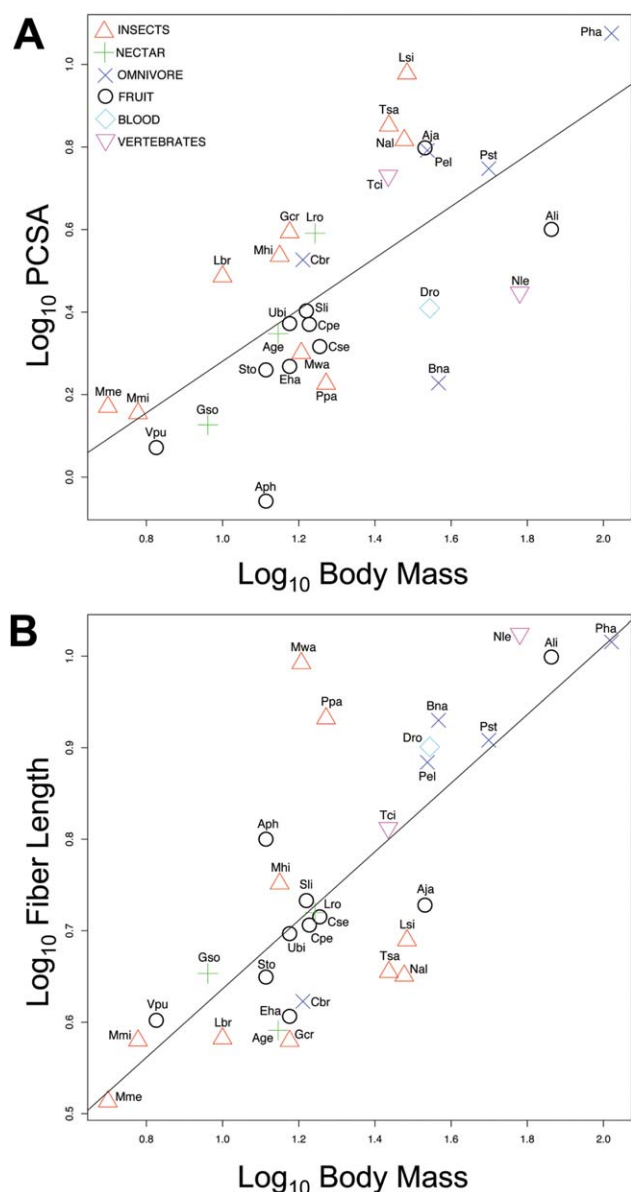 A
INSECTS
NECTAR
OMNIVORE
FRUIT
BLOOD
VERTEBRATES
Pha
Lsi
Tsa
Nal
Aja
Pel
Pst
Tci
Ali
Gcr
Lro
Mhi
Cbr
Lbr
Nle
Dro
Ubi
Sli
Cpe
Age
Cse
Mwa
Sto
Eha
Ppa
Bna
Mme
Mmi
Gso
Vpu
Aph
1.0
0.8
0.6
0.4
0.2
0.0
Log10 PCSA
0.8 1.0 1.2 1.4 1.6 1.8 2.0
Log10 Body Mass
B
Nle
Ali
Pha
Mwa
Ppa
Bna
Pst
Dro
Pel
Tci
Aph
Mhi
Sli
Lro
Cse
Cpe
Ubi
Aja
Lsi
Tsa
Nal
Gso
Sto
Vpu
Eha
Cbr
Mmi
Lbr
Age
Gcr
Mme
1.0
0.9
0.8
0.7
0.6
0.5
Log10 Fiber Length
0.8 1.0 1.2 1.4 1.6 1.8 2.0
Log10 Body Mass